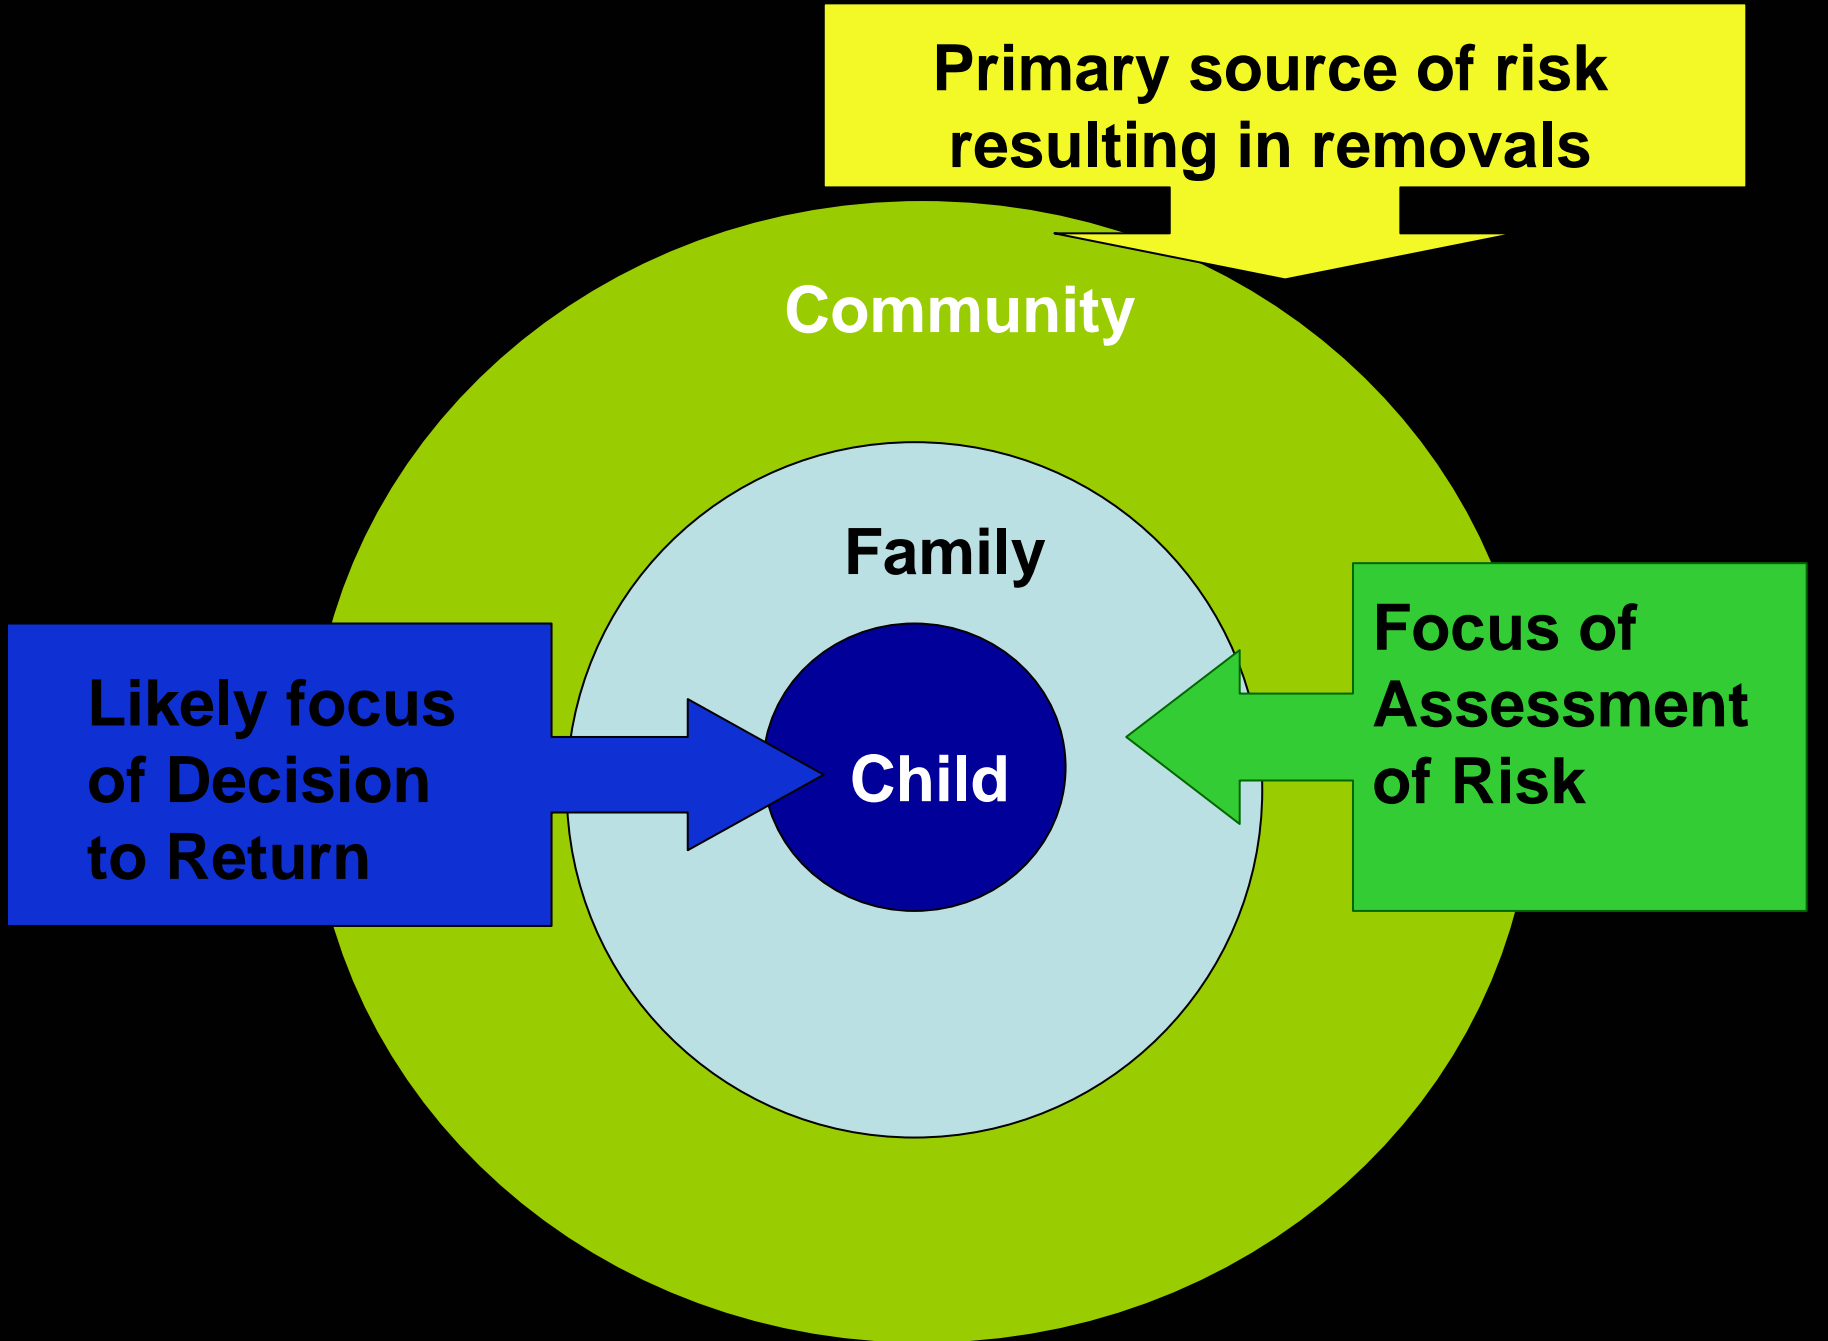 Primary source of risk
resulting in removals
Community
Family
Likely focus
of Decision
to Return
Child
Focus of
Assessment
of Risk